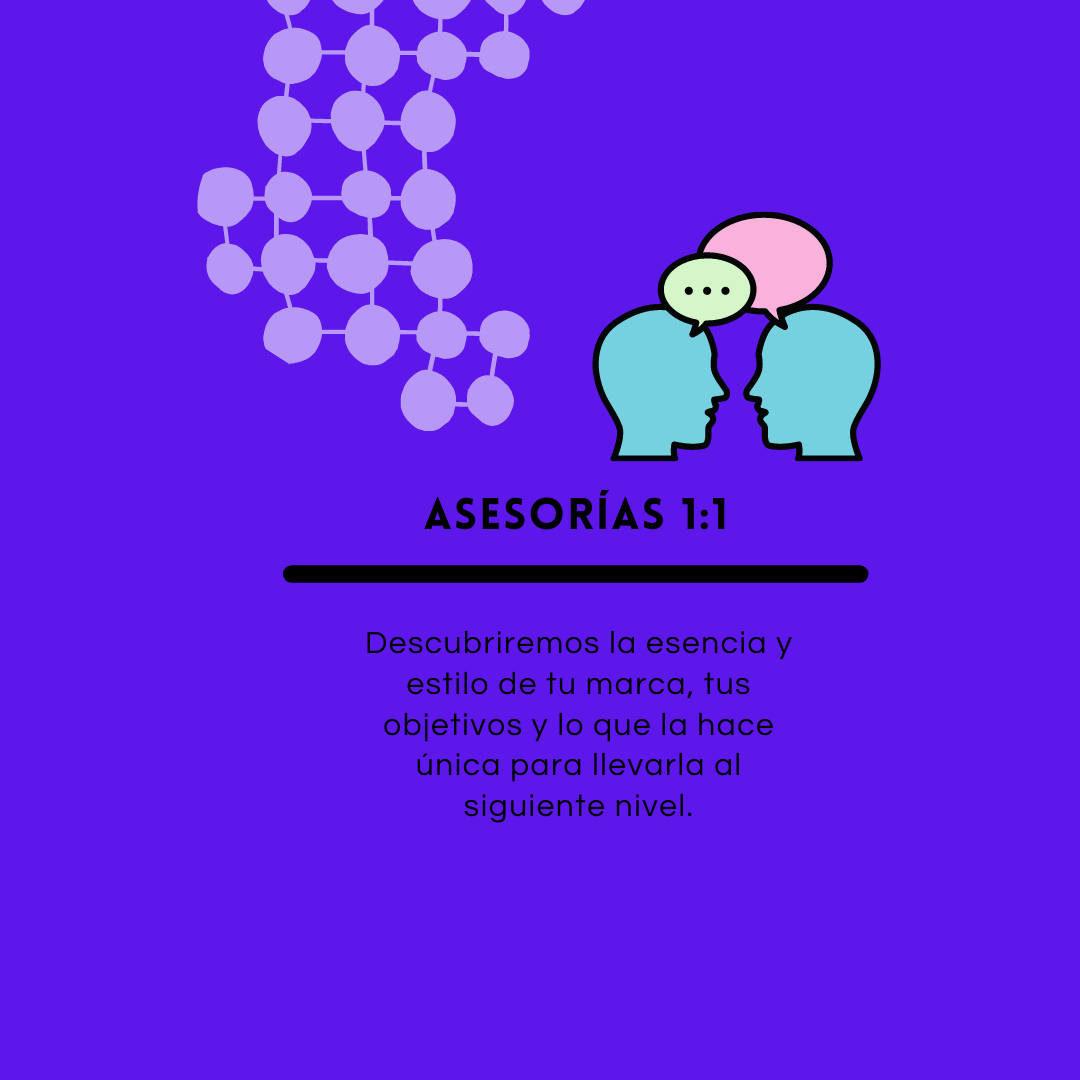 ASESORÍAS 1:1
Descubriremos la esencia y
estilo de tu marca, tus
objetivos y lo que la hace
única para llevarla al
siguiente nivel.